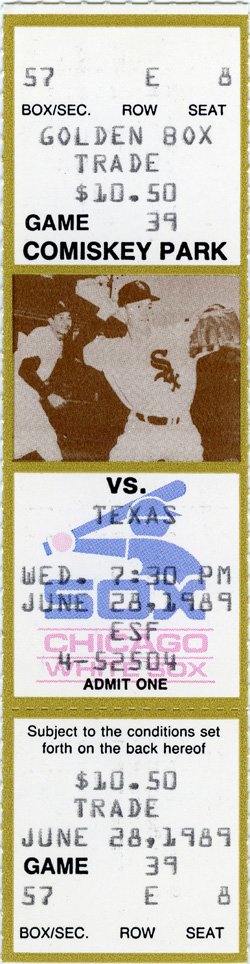 57 E 8
BOX/SEC. ROW SEAT
GOLDEN BOX
TRADE
$10.50
GAME 39
COMISKEY PARK
SOX
VS.
TEXAS
WED. 7:30 PM
JUNE 28,1989
SOX
ESF
CHICAGO
4-52504
WHITE SOX
ADMIT ONE
Subject to the conditions set
forth on the back hereof
$10.50
TRADE
JUNE 28,1989
GAME 39
57 E 8
BOX/SEC. ROW SEAT